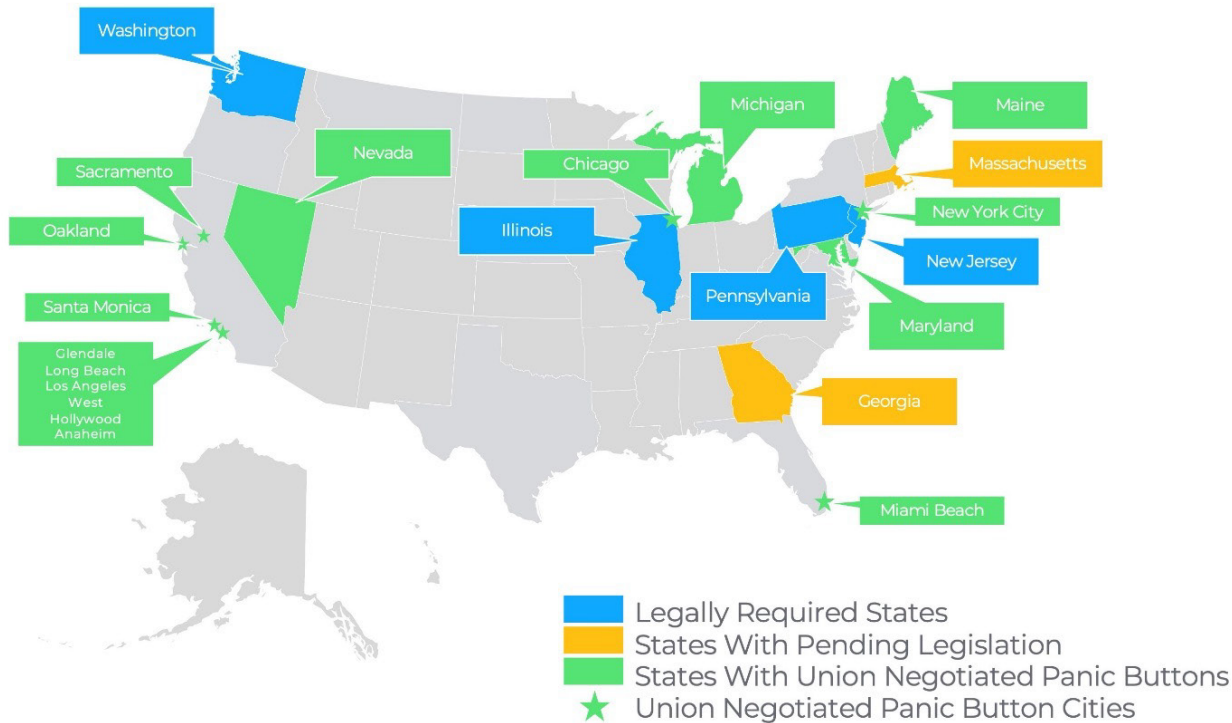 Washington
Michigan
Maine
Nevada
Chicago
Massachusetts
Sacramento
New York City
Oakland
Illinois
New Jersey
Pennsylvania
Santa Monica
Maryland
Glendale
Long Beach
Los Angeles
West
Hollywood
Anaheim
Georgia
Miami Beach
Legally Required States
States With Pending Legislation
States With Union Negotiated Panic Buttons
Union Negotiated Panic Button Cities